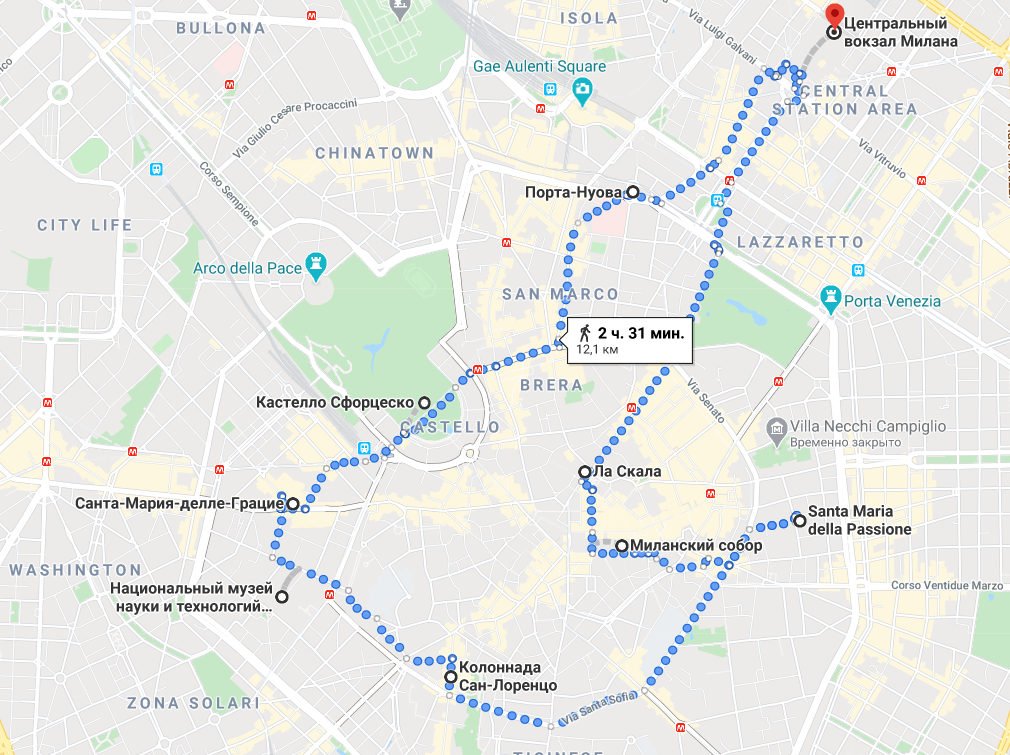 BULLONA
ISOLA
Via Luigi Galvani
Центральный
вокзал Милана
Gae Aulenti Square
CENTRAL
STATION AREA
Via Giulio Cesare Procaccini
CHINATOWN
Via Vitruvio
Corso Sempione
Порта-Нуова
CITY LIFE
LAZZARETTO
Arco della Pace
SAN MARCO
Porta Venezia
2 ч. 31 мин.
12,1 км
BRERA
Кастелло Сфорцеско
CASTELLO
Via Senato
Villa Necchi Campiglio
Временно закрыто
Ла Скала
Санта-Мария-делле-Грацие
Santa Maria
della Passione
Миланский собор
WASHINGTON
Национальный музей
науки и технологий...
Corso Ventidue Marzo
Колоннада
Сан-Лоренцо
ZONA SOLARI
Via Santa Sofia
TICINESE